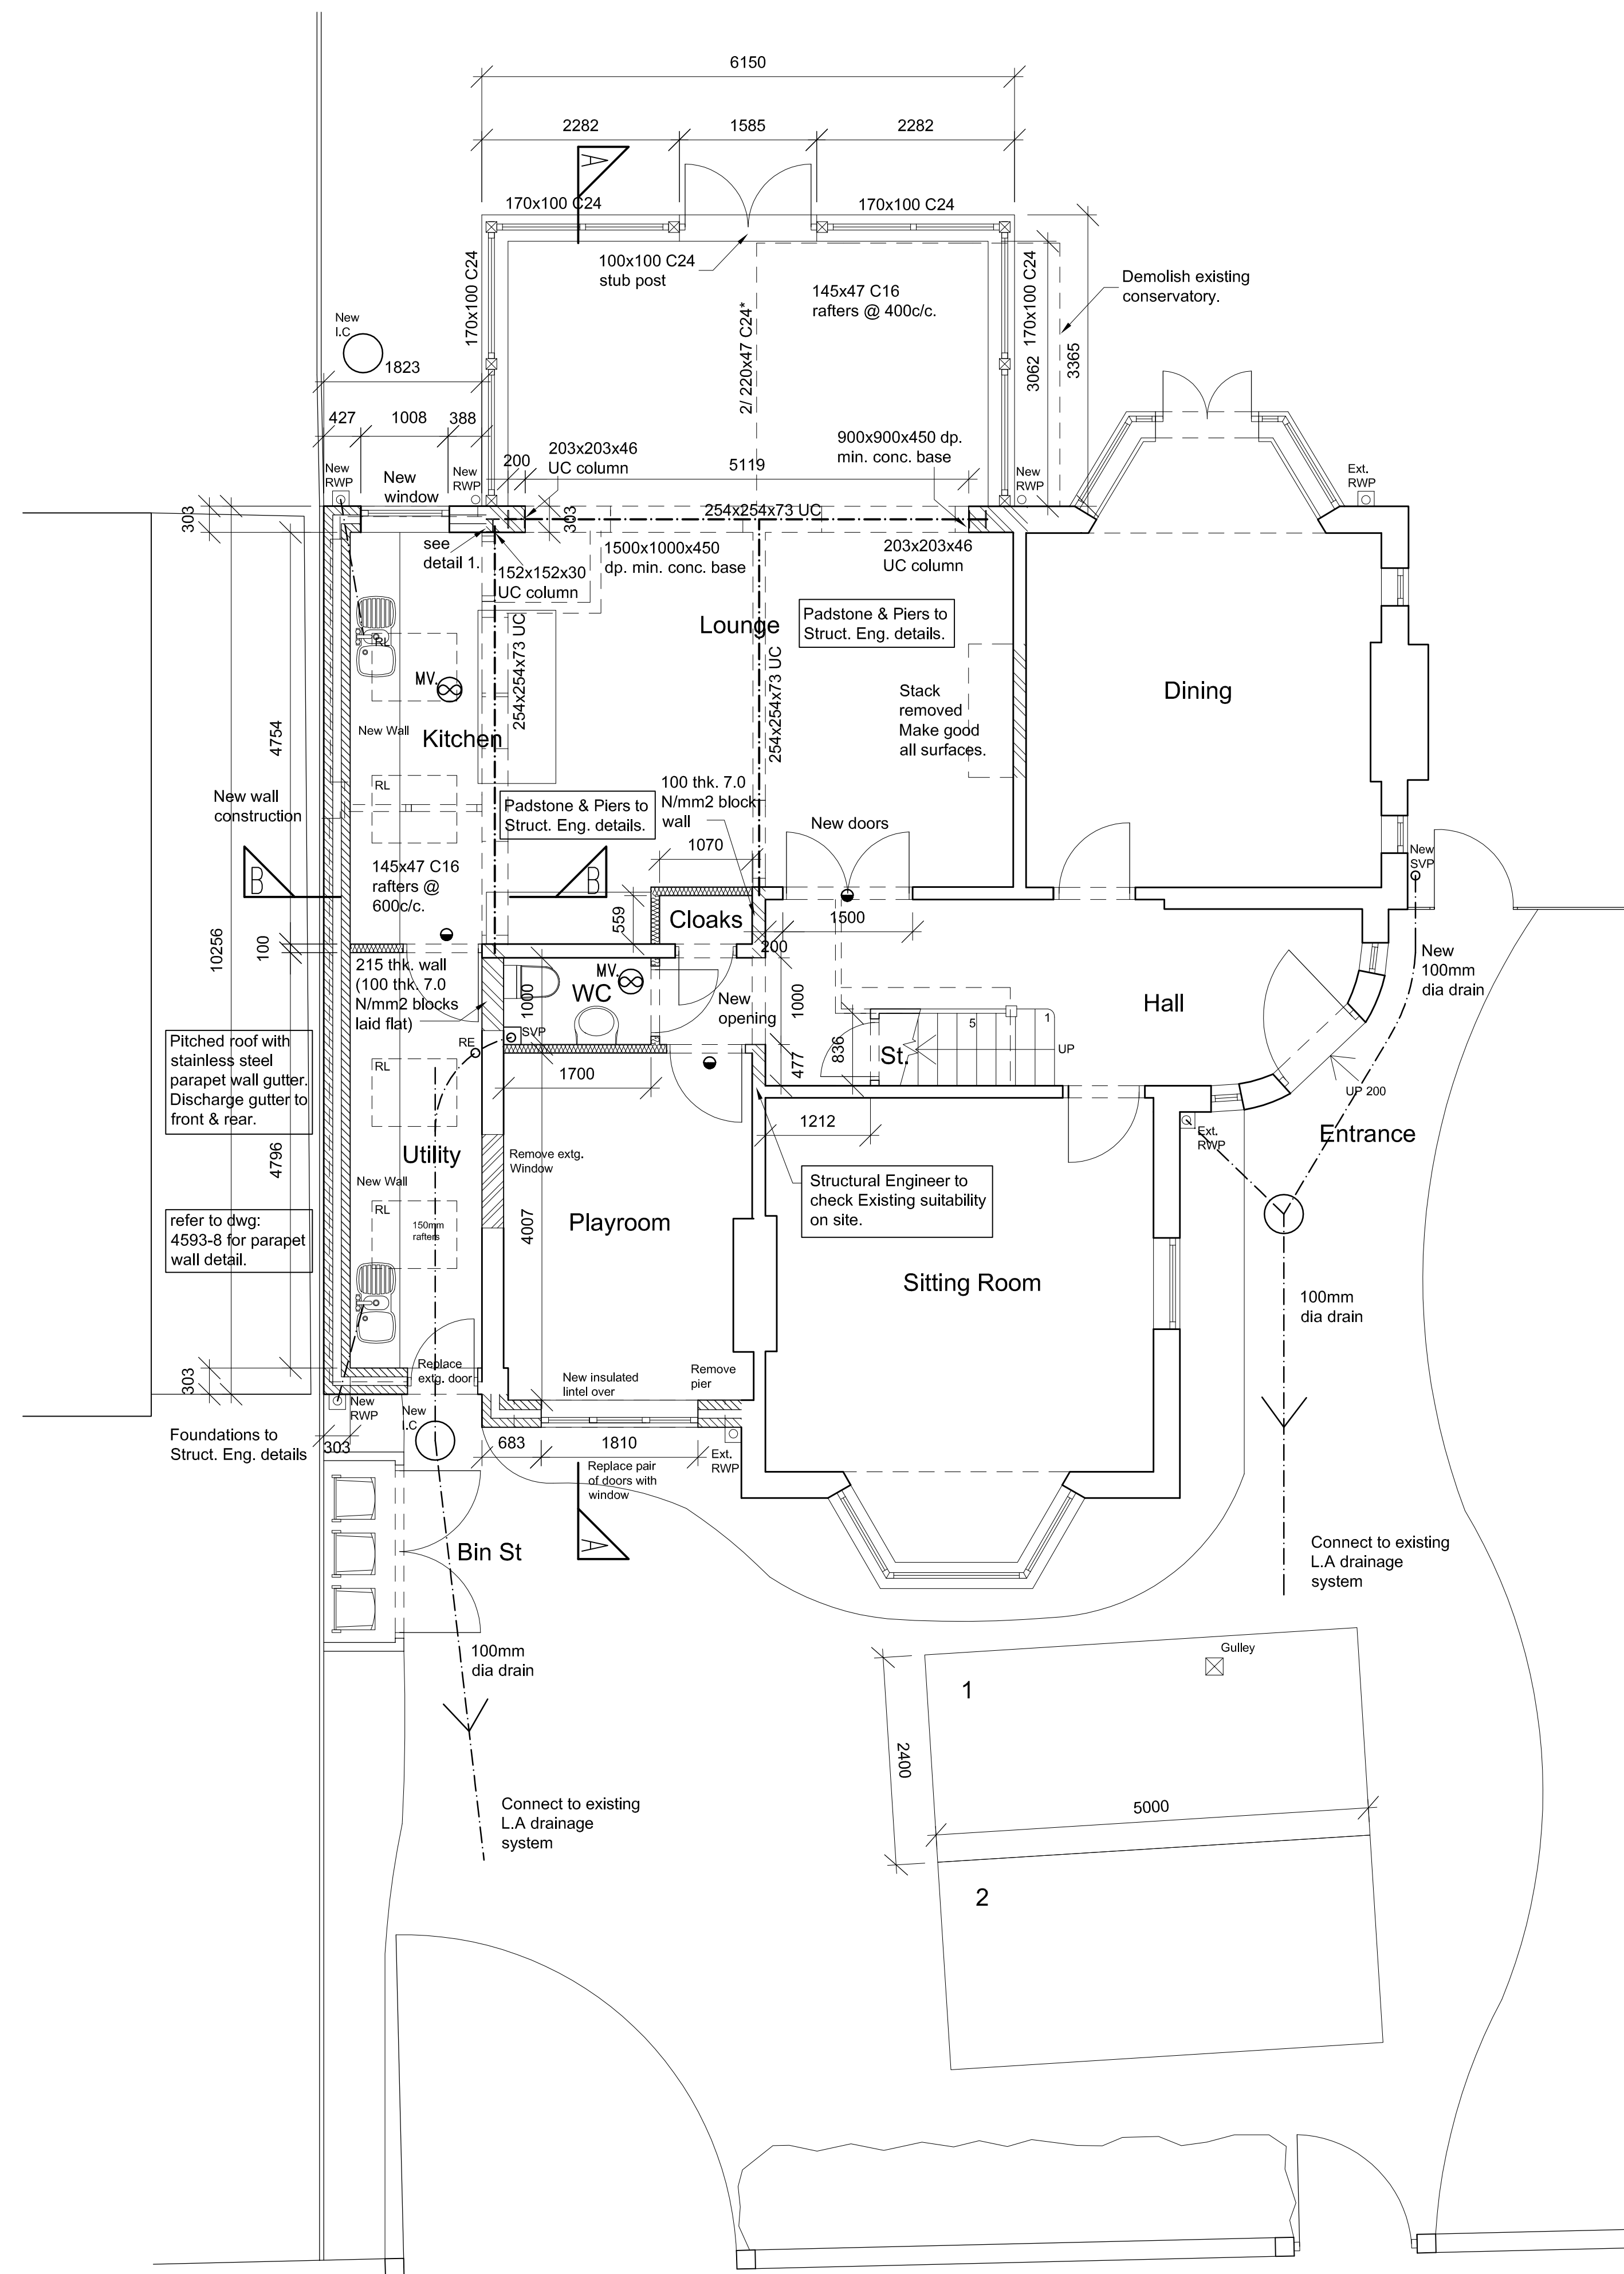 6150
2282
1585
2282
A
170x100 C24
170x100 C24
100x100 C24
stub post
170x100 C24
2/ 220x47 C24*
145x47 C16
rafters @ 400c/c.
170x100 C24
3062
3365
Demolish existing
conservatory.
New
I.C
1823
427
1008
388
New
RWP
New
window
New
RWP
200
203x203x46
UC column
5119
900x900x450 dp.
min. conc. base
New
RWP
Ext.
RWP
303
303
254x254x73 UC
see
detail 1.
1500x1000x450
dp. min. conc. base
152x152x30
UC column
203x203x46
UC column
Lounge
Padstone & Piers to
Struct. Eng. details.
RL
MV.
254x254x73 UC
254x254x73 UC
Dining
Stack
removed
Make good
all surfaces.
4754
New Wall
Kitchen
RL
New wall
construction
100 thk. 7.0
N/mm2 block
wall
Padstone & Piers to
Struct. Eng. details.
New doors
1070
145x47 C16
rafters @
600c/c.
B
B
New
SVP
559
Cloaks
1500
200
10256
100
215 thk. wall
(100 thk. 7.0
N/mm2 blocks
laid flat)
MV.
WC
1000
New
opening
1000
Hall
New
100mm
dia drain
Pitched roof with
stainless steel
parapet wall gutter.
Discharge gutter to
front & rear.
RE
SVP
RL
1700
477
836
St.
5
1
UP
UP 200
1212
Ext.
RWP
Entrance
4796
Utility
Remove extg.
Window
New Wall
Structural Engineer to
check Existing suitability
on site.
refer to dwg:
4593-8 for parapet
wall detail.
RL
150mm
rafters
4007
Playroom
Sitting Room
100mm
dia drain
303
Replace
extg. door
New insulated
lintel over
Remove
pier
New
RWP
New
I.C
Foundations to
Struct. Eng. details
303
683
1810
Ext.
RWP
Replace pair
of doors with
window
A
Bin St
Connect to existing
L.A drainage
system
100mm
dia drain
Gulley
1
2400
5000
Connect to existing
L.A drainage
system
2